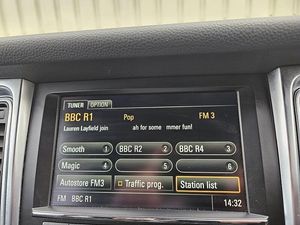 TUNER OPTION
BBC R1 Pop FM 3
Lauren Layfield join ah for some mmer fun!
Smooth 1 BBC R2 2 BBC R4 3
Magic 4 5 6
Autostore FM3 Traffic prog. Station list
FM BBC R1 14:32